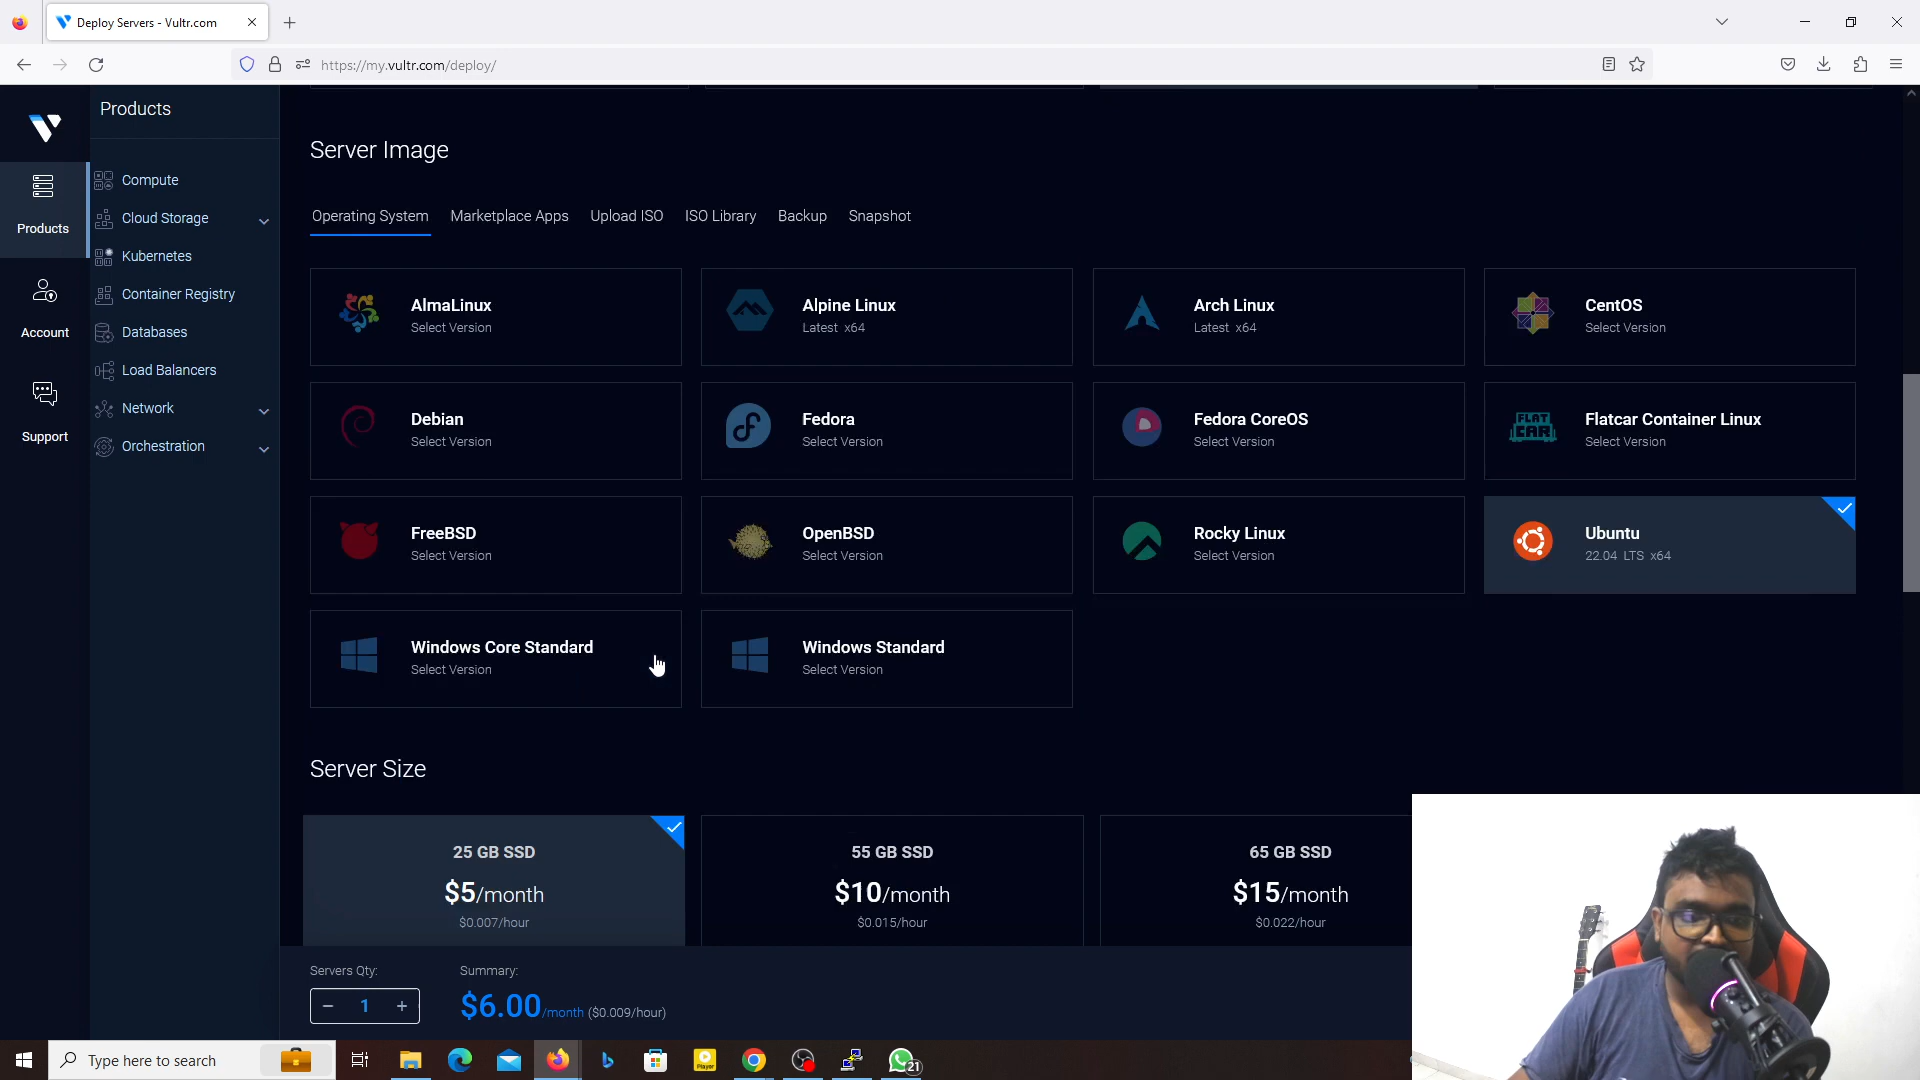 Deploy Servers - Vultr.com
https://my.vultr.com/deploy/
Products
Products
Account
Support
Compute
Cloud Storage
Kubernetes
Container Registry
Databases
Load Balancers
Network
Orchestration
Server Image
Operating System Marketplace Apps Upload ISO ISO Library Backup Snapshot
AlmaLinux
Select Version
Alpine Linux
Latest x64
Arch Linux
Latest x64
CentOS
Select Version
Debian
Select Version
Fedora
Select Version
Fedora CoreOS
Select Version
FLAT
CAR
Flatcar Container Linux
Select Version
FreeBSD
Select Version
OpenBSD
Select Version
Rocky Linux
Select Version
Ubuntu
22.04 LTS x64
Windows Core Standard
Select Version
Windows Standard
Select Version
Server Size
25 GB SSD
$5/month
$0.007/hour
55 GB SSD
$10/month
$0.015/hour
65 GB SSD
$15/month
$0.022/hour
Servers Qty:
− 1 +
Summary:
$6.00/month ($0.009/hour)
Type here to search
Player
21